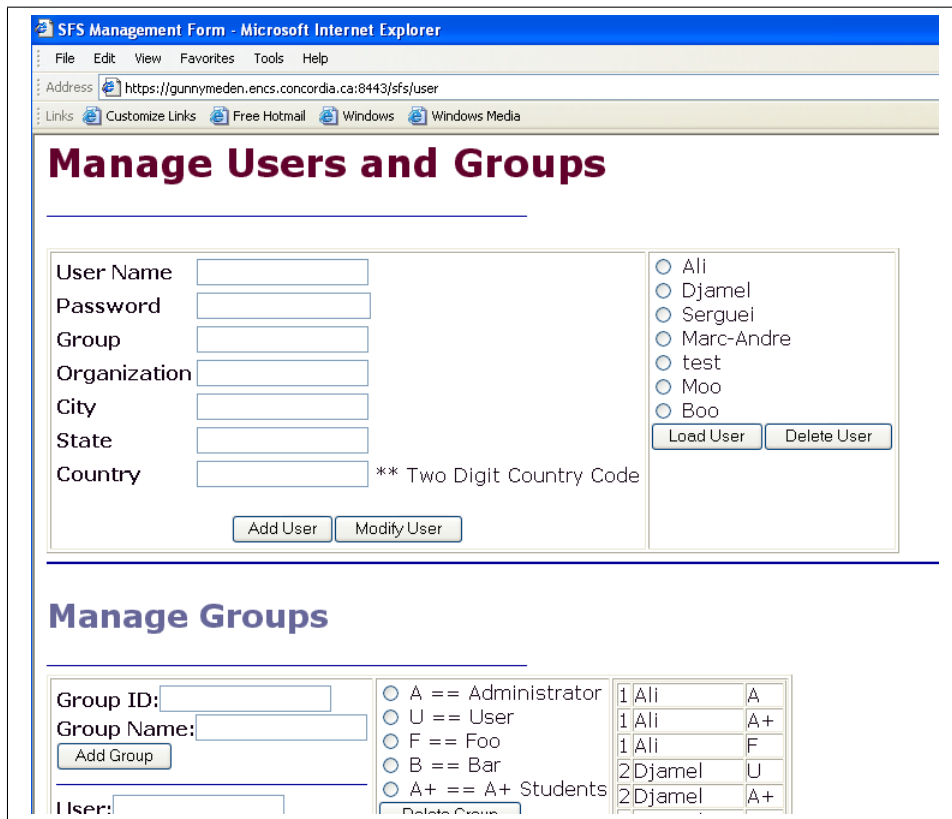 SFS Management Form - Microsoft Internet Explorer
File Edit View Favorites Tools Help
Address https://gunnymeden.encs.concordia.ca:8443/sfs/user
Links Customize Links Free Hotmail Windows Windows Media
Manage Users and Groups
User Name
Password
Group
Organization
City
State
Country ** Two Digit Country Code
Add User Modify User
Ali
Djamel
Serguei
Marc-Andre
test
Moo
Boo
Load User Delete User
Manage Groups
Group ID:
Group Name:
Add Group
User:
A == Administrator
U == User
F == Foo
B == Bar
A+ == A+ Students
Delete Group
1 Ali A
1 Ali A+
1 Ali F
2 Djamel U
2 Djamel A+